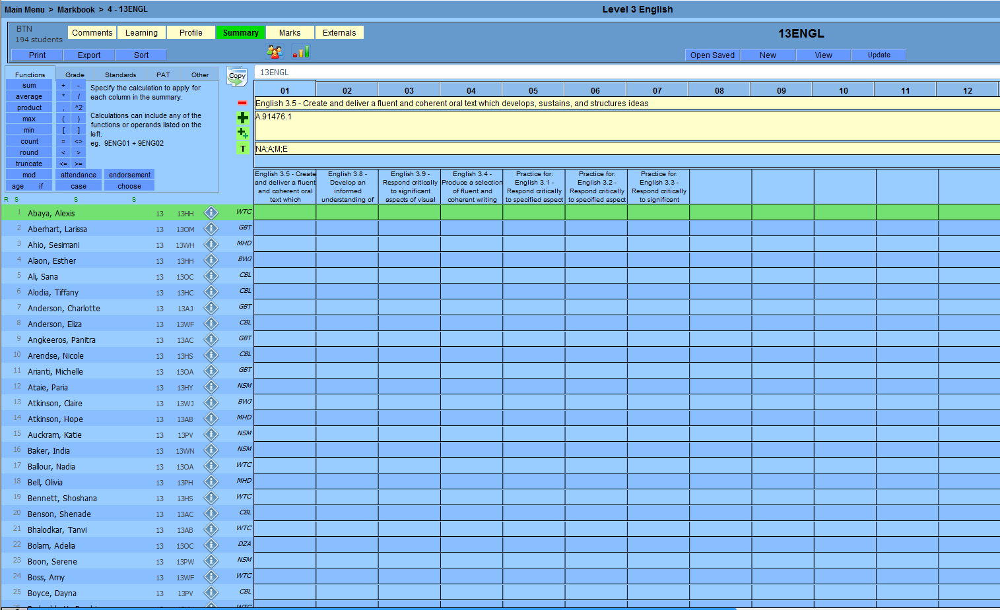 Main Menu > Markbook > 4 - 13ENGL Level 3 English
BTN
194 students
Comments Learning Profile Summary Marks Externals
13ENGL
Print Export Sort Open Saved New View Update
Functions Grade Standards PAT Other
sum + -
average * /
product , ^2
max ( )
min [ ]
count = <>
round < >
truncate <= >=
mod attendance endorsement
age if case choose
Specify the calculation to apply for
each column in the summary.
Calculations can include any of the
functions or operands listed on the
left.
eg. 9ENG01 + 9ENG02
Copy
T
13ENGL
01 02 03 04 05 06 07 08 09 10 11 12
English 3.5 - Create and deliver a fluent and coherent oral text which develops, sustains, and structures ideas
A.91476.1
NA;A;M;E
English 3.5 - Create
and deliver a fluent
and coherent oral
text which
English 3.8 -
Develop an
informed
understanding of
English 3.9 -
Respond critically
to significant
aspects of visual
English 3.4 -
Produce a selection
of fluent and
coherent writing
Practice for:
English 3.1 -
Respond critically
to specified aspect
Practice for:
English 3.2 -
Respond critically
to specified aspect
Practice for:
English 3.3 -
Respond critically
to significant
R S S S
1 Abaya, Alexis 13 13HH WTC
2 Aberhart, Larissa 13 13OM GBT
3 Ahio, Sesimani 13 13WH MHD
4 Alaon, Esther 13 13HH BWJ
5 Ali, Sana 13 13OC CBL
6 Alodia, Tiffany 13 13HC CBL
7 Anderson, Charlotte 13 13AJ GBT
8 Anderson, Eliza 13 13WF CBL
9 Angkeeros, Panitra 13 13AC GBT
10 Arendse, Nicole 13 13HS CBL
11 Arianti, Michelle 13 13OA GBT
12 Ataie, Paria 13 13HY NSM
13 Atkinson, Claire 13 13WJ BWJ
14 Atkinson, Hope 13 13AB MHD
15 Auckram, Katie 13 13PV NSM
16 Baker, India 13 13WN NSM
17 Ballour, Nadia 13 13OA WTC
18 Bell, Olivia 13 13PH MHD
19 Bennett, Shoshana 13 13HS WTC
20 Benson, Shenade 13 13AC CBL
21 Bhalodkar, Tanvi 13 13AB WTC
22 Bolam, Adelia 13 13OC DZA
23 Boon, Serene 13 13PW NSM
24 Boss, Amy 13 13WF WTC
25 Boyce, Dayna 13 13PV CBL